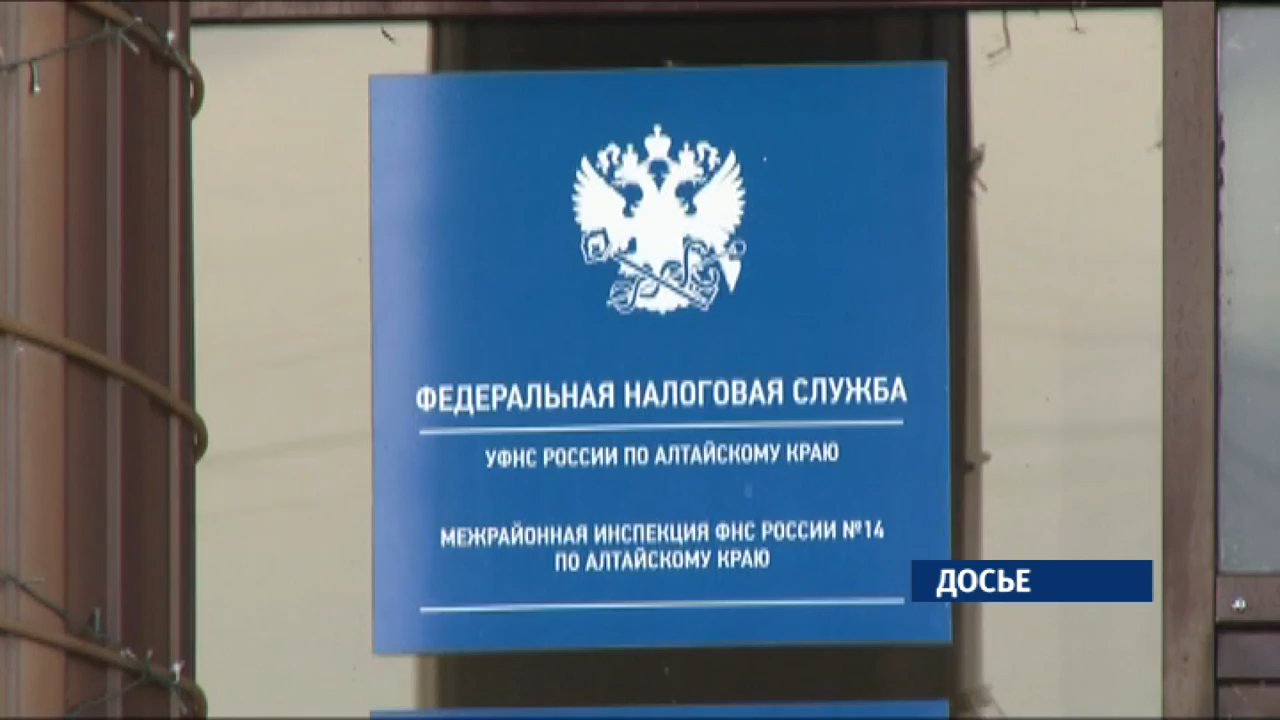 ФЕДЕРАЛЬНАЯ НАЛОГОВАЯ СЛУЖБА
УФНС РОССИИ ПО АЛТАЙСКОМУ КРАЮ
МЕЖРАЙОННАЯ ИНСПЕКЦИЯ ФНС РОССИИ №14
ПО АЛТАЙСКОМУ КРАЮ
ДОСЬЕ